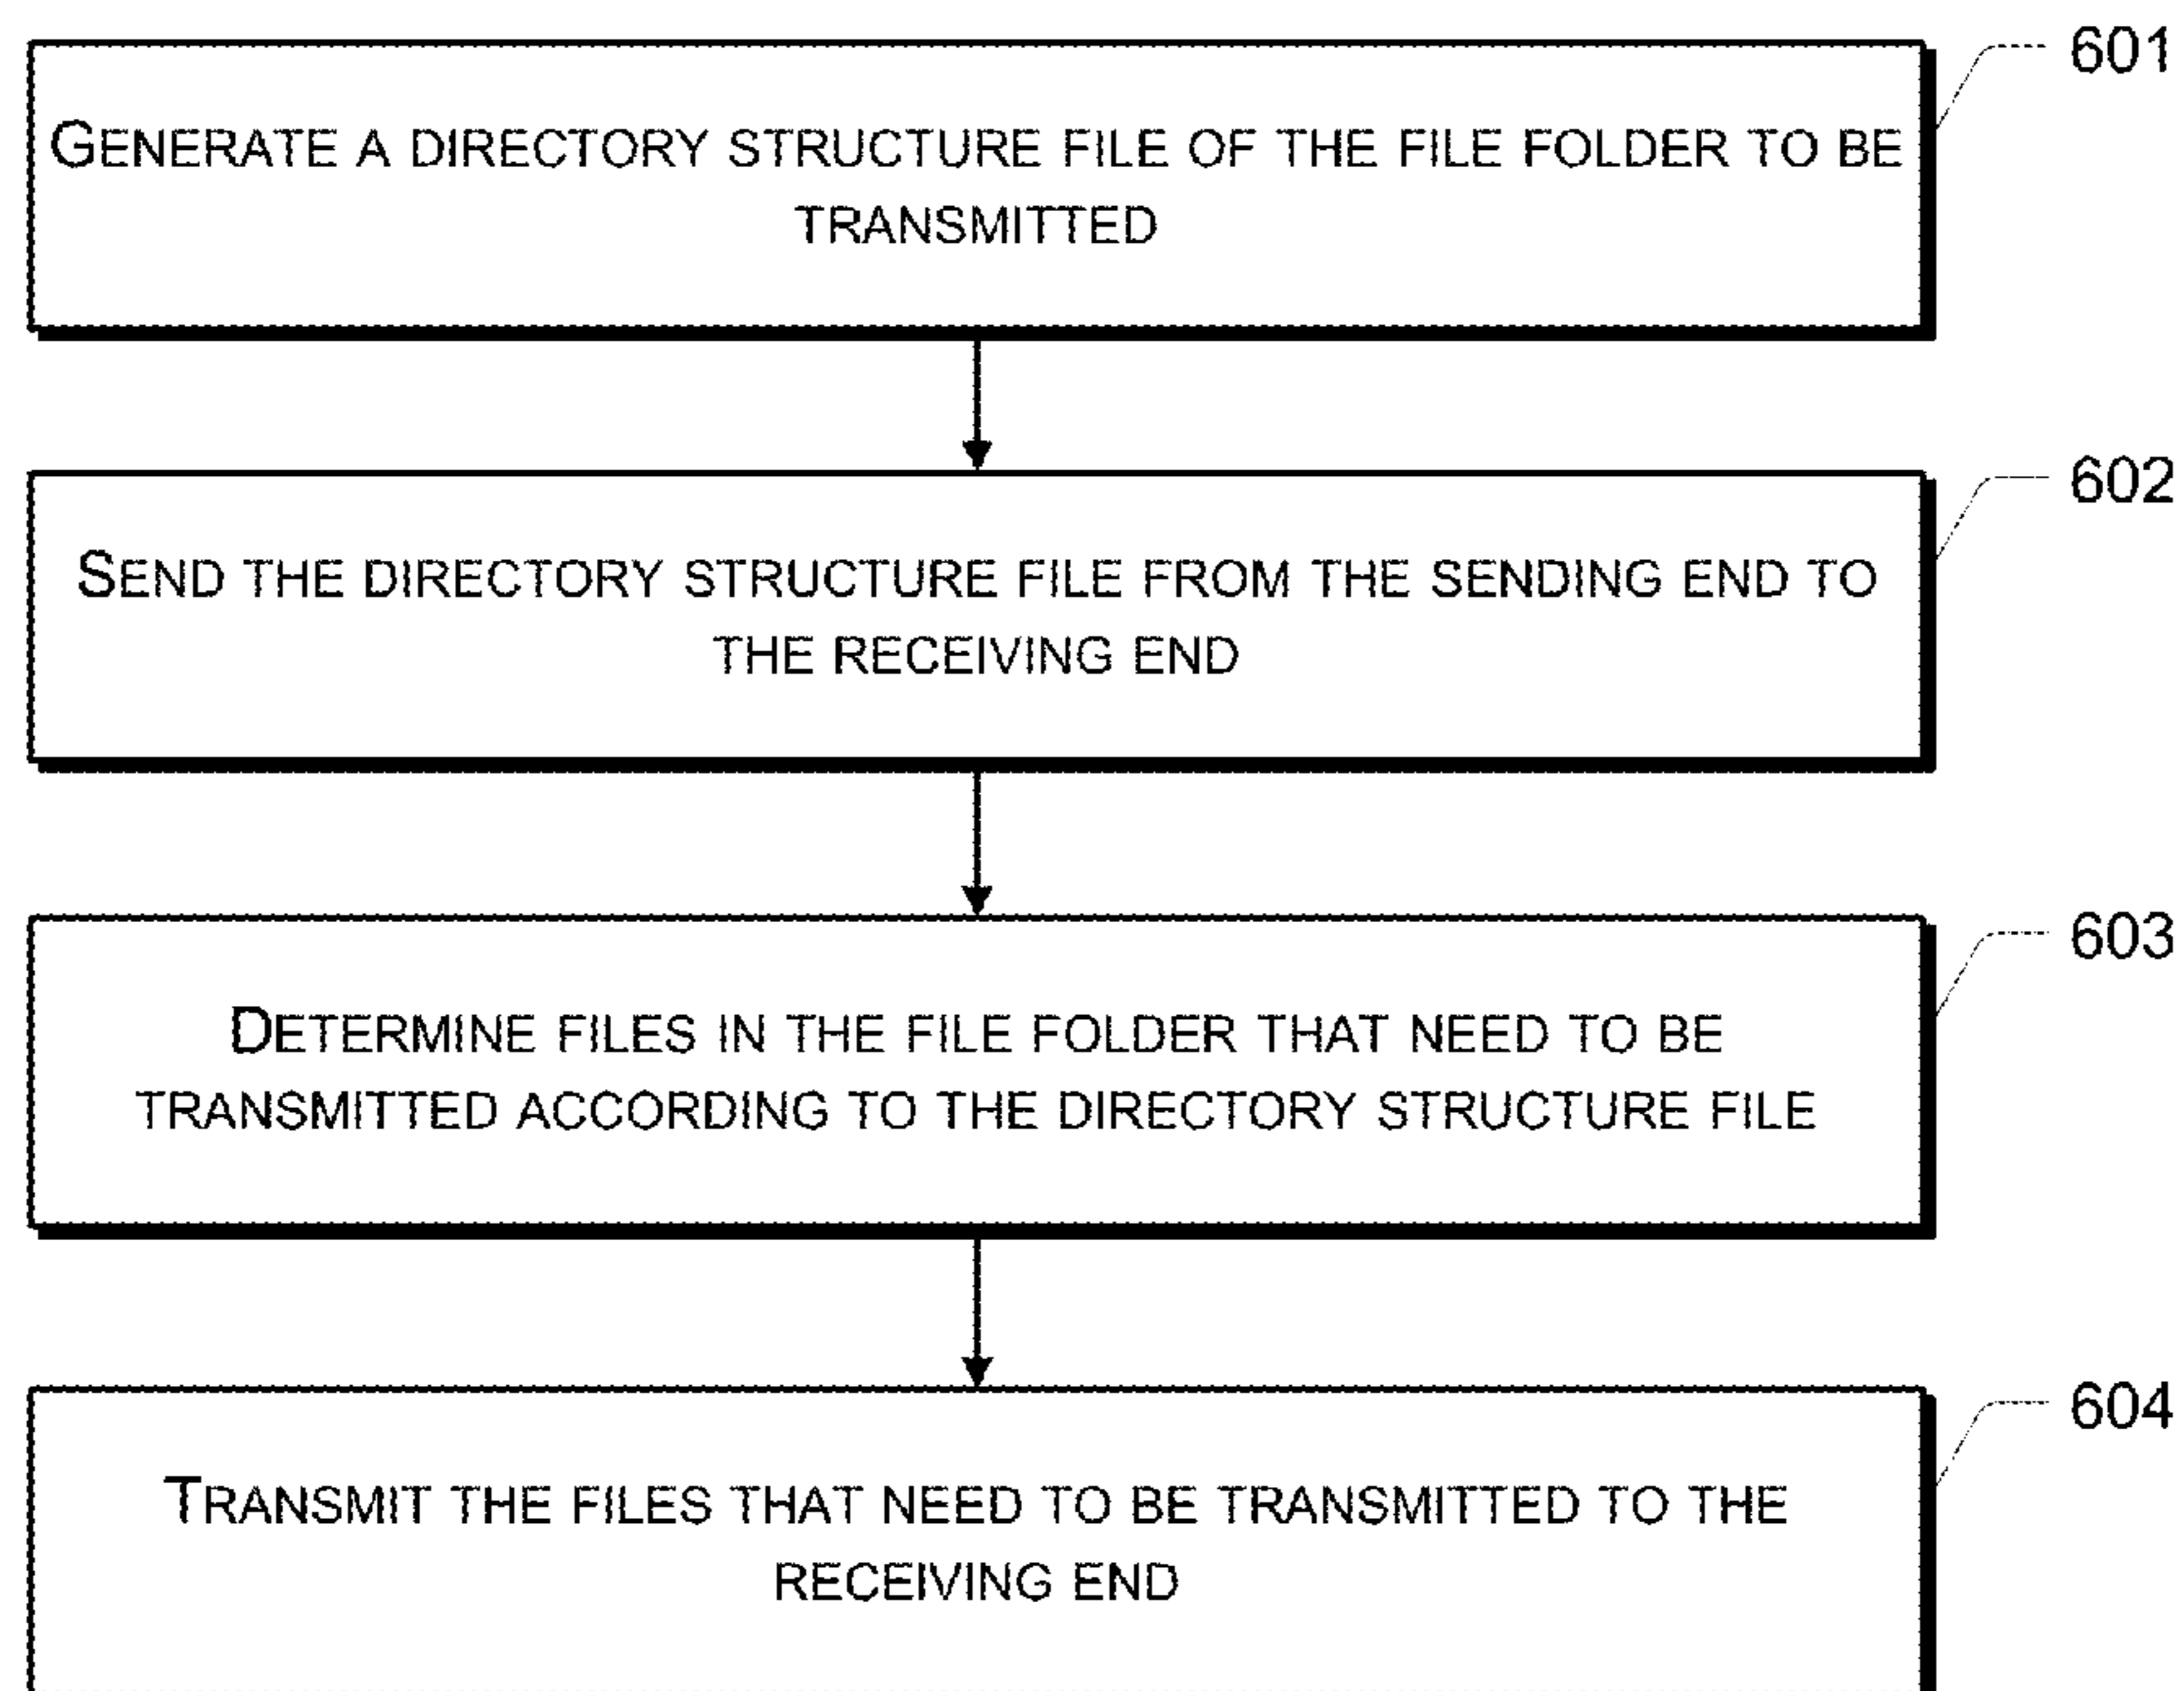 601
GENERATE A DIRECTORY STRUCTURE FILE OF THE FILE FOLDER TO BE
TRANSMITTED
602
SEND THE DIRECTORY STRUCTURE FILE FROM THE SENDING END TO
THE RECEIVING END
603
DETERMINE FILES IN THE FILE FOLDER THAT NEED TO BE
TRANSMITTED ACCORDING TO THE DIRECTORY STRUCTURE FILE
604
TRANSMIT THE FILES THAT NEED TO BE TRANSMITTED TO THE
RECEIVING END